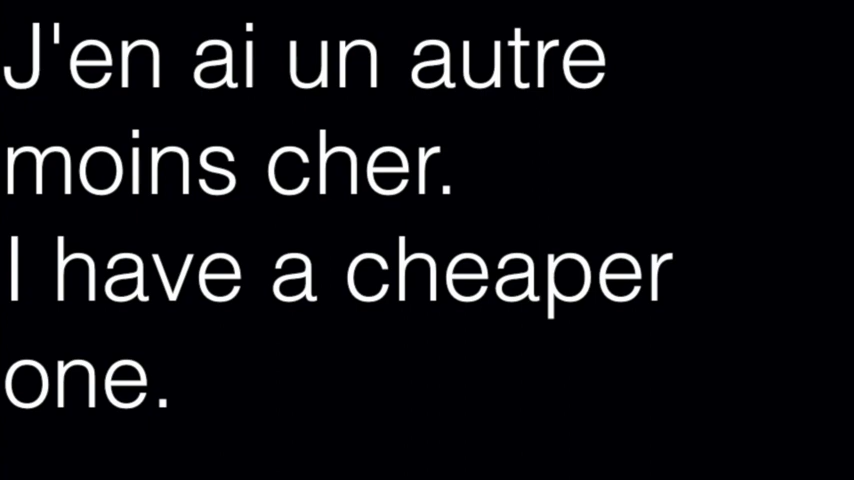 J'en ai un autre
moins cher.
I have a cheaper
one.